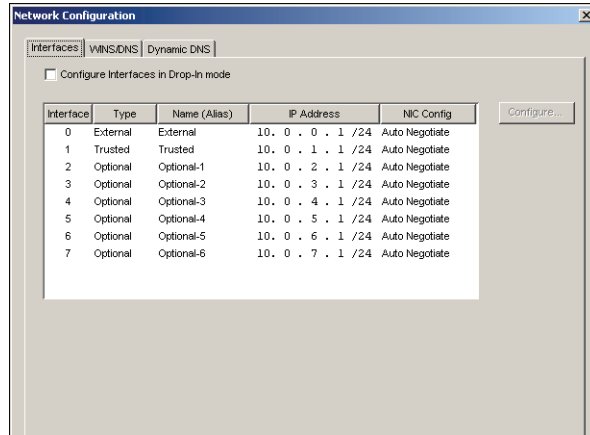 Network Configuration
Interfaces WINS/DNS Dynamic DNS
Configure Interfaces in Drop-In mode
Interface Type Name (Alias) IP Address NIC Config Configure...
0 External External 10. 0 . 0 . 1 /24 Auto Negotiate
1 Trusted Trusted 10. 0 . 1 . 1 /24 Auto Negotiate
2 Optional Optional-1 10. 0 . 2 . 1 /24 Auto Negotiate
3 Optional Optional-2 10. 0 . 3 . 1 /24 Auto Negotiate
4 Optional Optional-3 10. 0 . 4 . 1 /24 Auto Negotiate
5 Optional Optional-4 10. 0 . 5 . 1 /24 Auto Negotiate
6 Optional Optional-5 10. 0 . 6 . 1 /24 Auto Negotiate
7 Optional Optional-6 10. 0 . 7 . 1 /24 Auto Negotiate